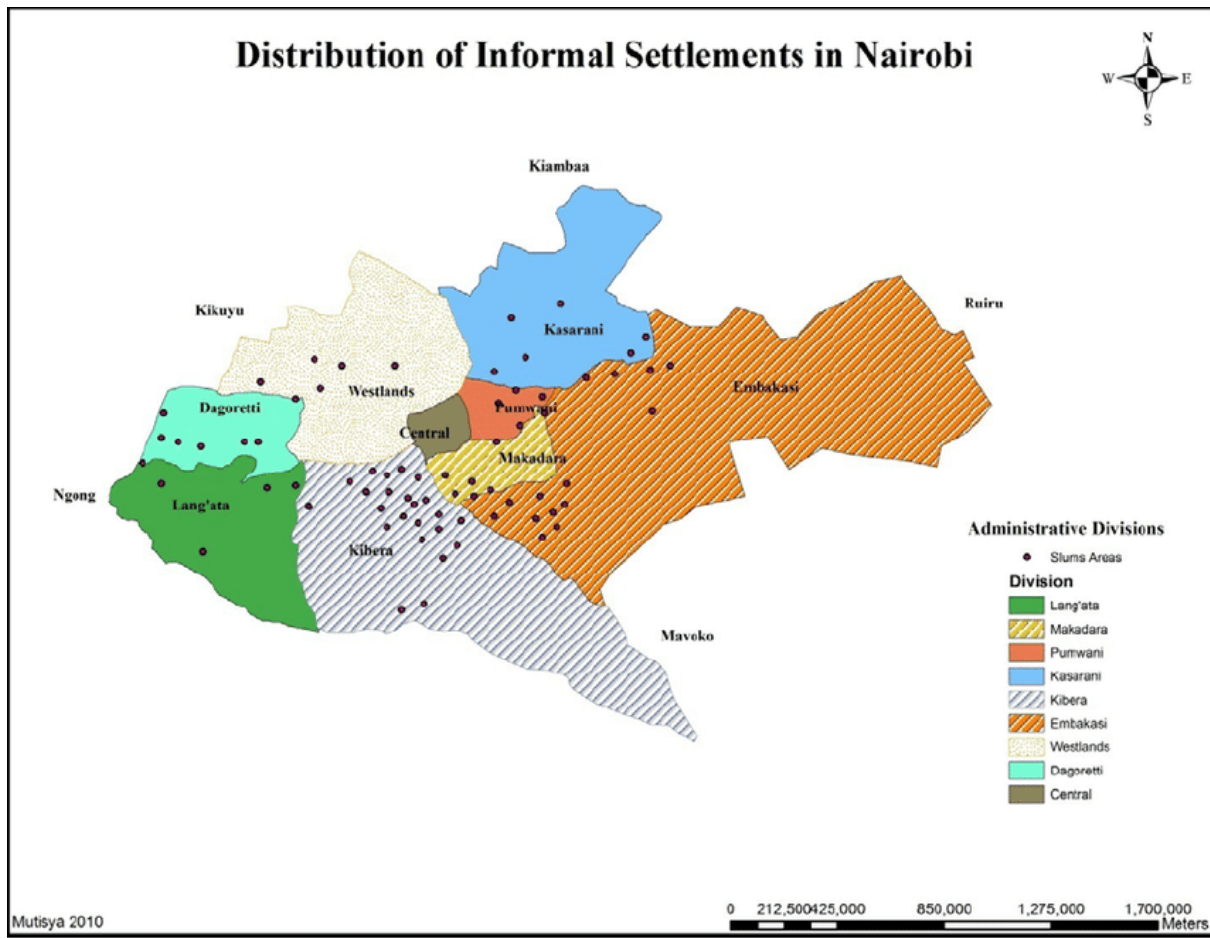 Distribution of Informal Settlements in Nairobi
N
W E
S
Kiambaa
Kikuyu
Ruiru
Kasarani
Westlands
Embakasi
Dagoretti
Pumwani
Central
Makadara
Ngong
Lang'ata
Kibera
Mavoko
Administrative Divisions
Slums Areas
Division
Lang'ata
Makadara
Pumwani
Kasarani
Kibera
Embakasi
Westlands
Dagoretti
Central
Mutisya 2010
0 212,500425,000 850,000 1,275,000 1,700,000
Meters